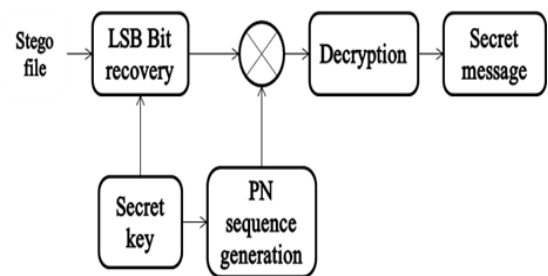 Stego
file
LSB Bit
recovery
Decryption
Secret
message
Secret
key
PN
sequence
generation